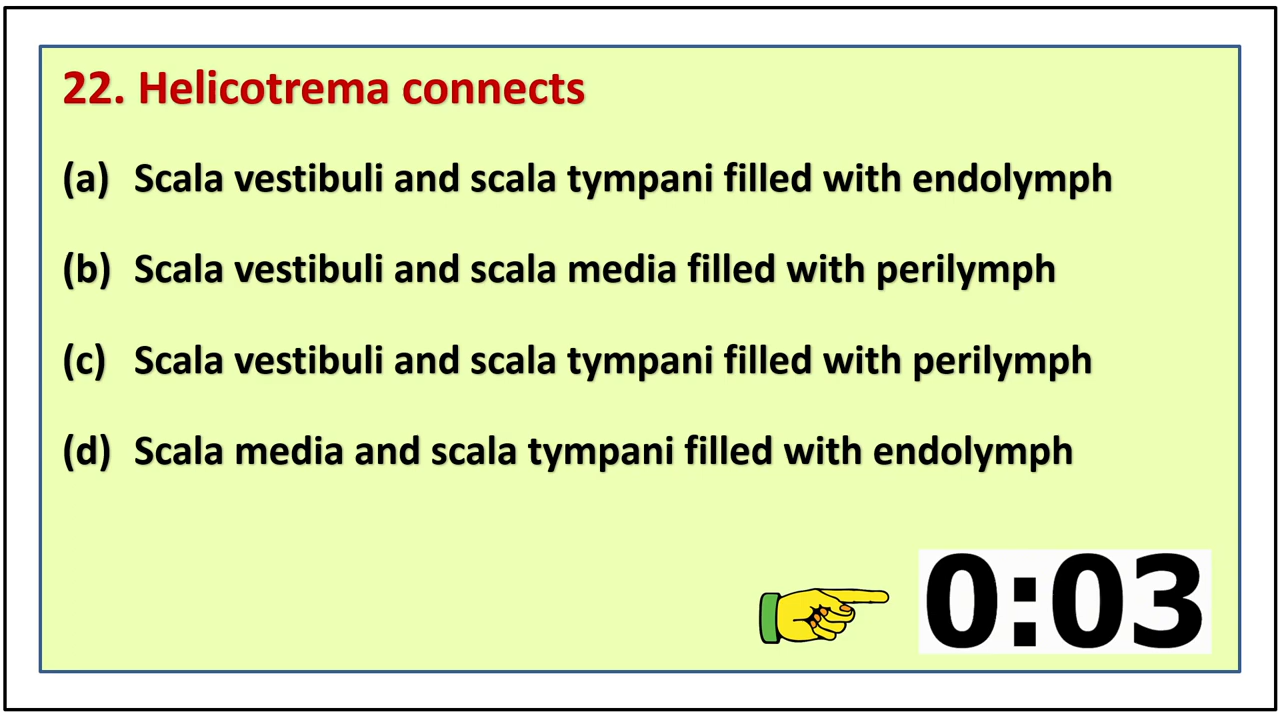 22. Helicotrema connects
(a) Scala vestibuli and scala tympani filled with endolymph
(b) Scala vestibuli and scala media filled with perilymph
(c) Scala vestibuli and scala tympani filled with perilymph
(d) Scala media and scala tympani filled with endolymph
0:03